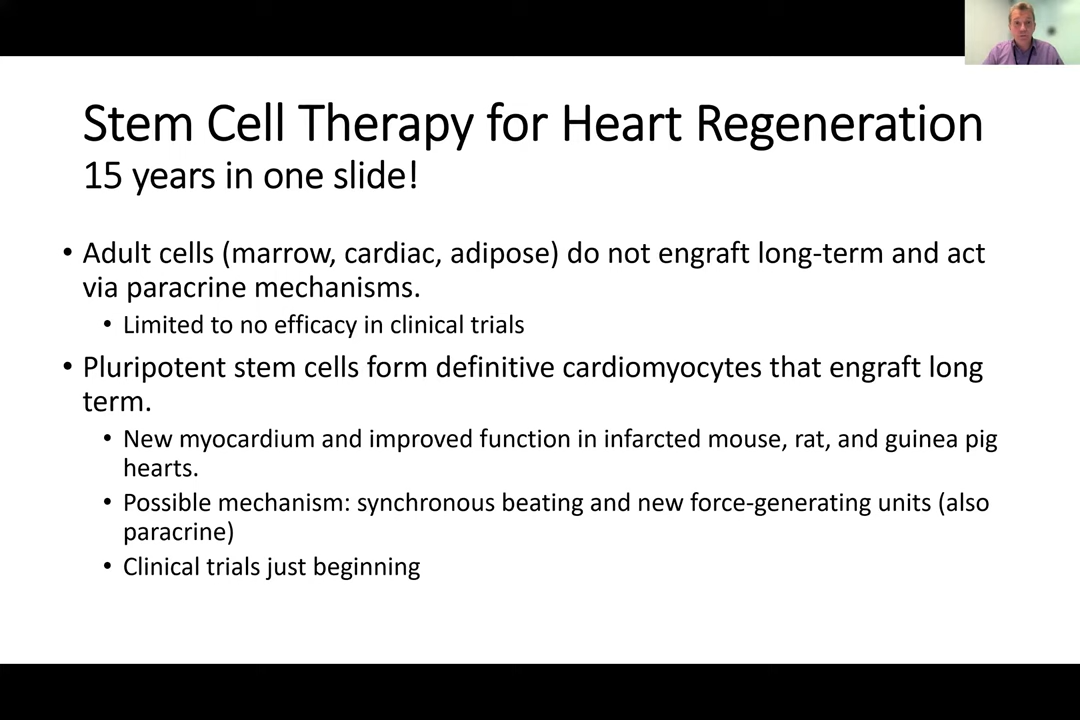 Stem Cell Therapy for Heart Regeneration
15 years in one slide!
• Adult cells (marrow, cardiac, adipose) do not engraft long-term and act
via paracrine mechanisms.
• Limited to no efficacy in clinical trials
• Pluripotent stem cells form definitive cardiomyocytes that engraft long
term.
• New myocardium and improved function in infarcted mouse, rat, and guinea pig
hearts.
• Possible mechanism: synchronous beating and new force-generating units (also
paracrine)
• Clinical trials just beginning